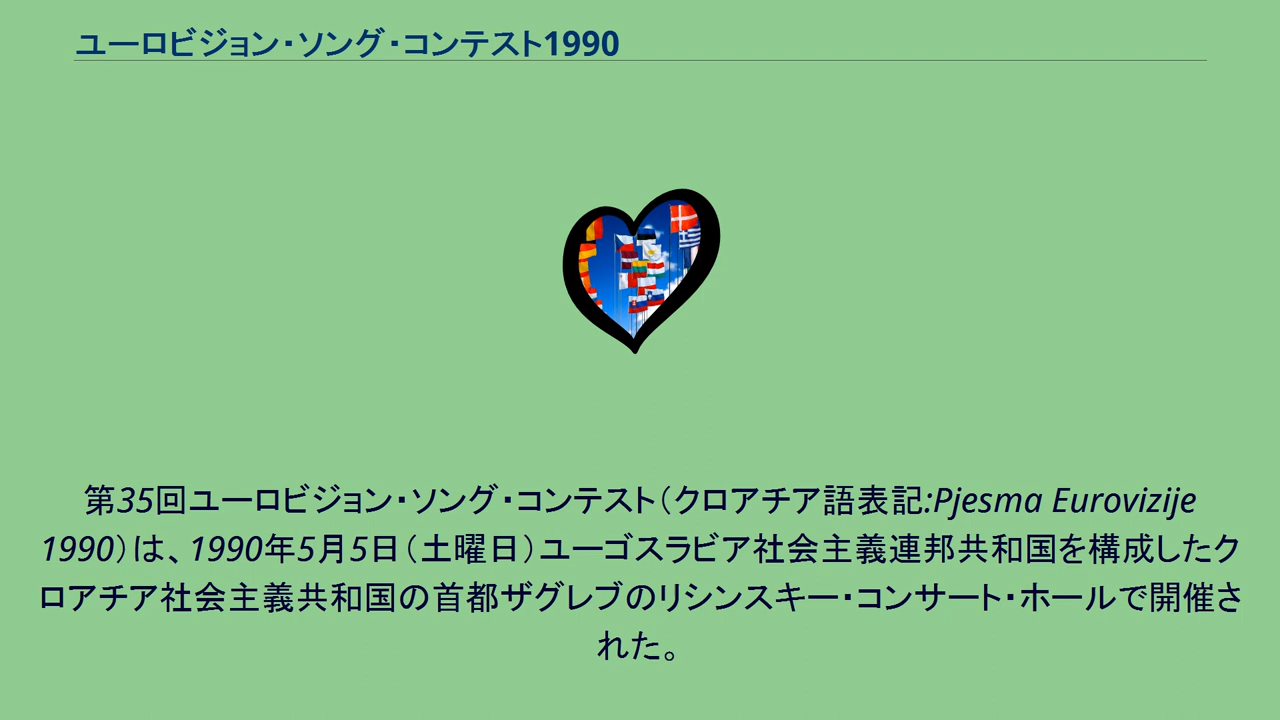 ユーロビジョン・ソング・コンテスト1990
第35回ユーロビジョン・ソング・コンテスト（クロアチア語表記:Pjesma Eurovizije
1990）は、1990年5月5日（土曜日）ユーゴスラビア社会主義連邦共和国を構成したク
ロアチア社会主義共和国の首都ザグレブのリシンスキー・コンサート・ホールで開催さ
れた。